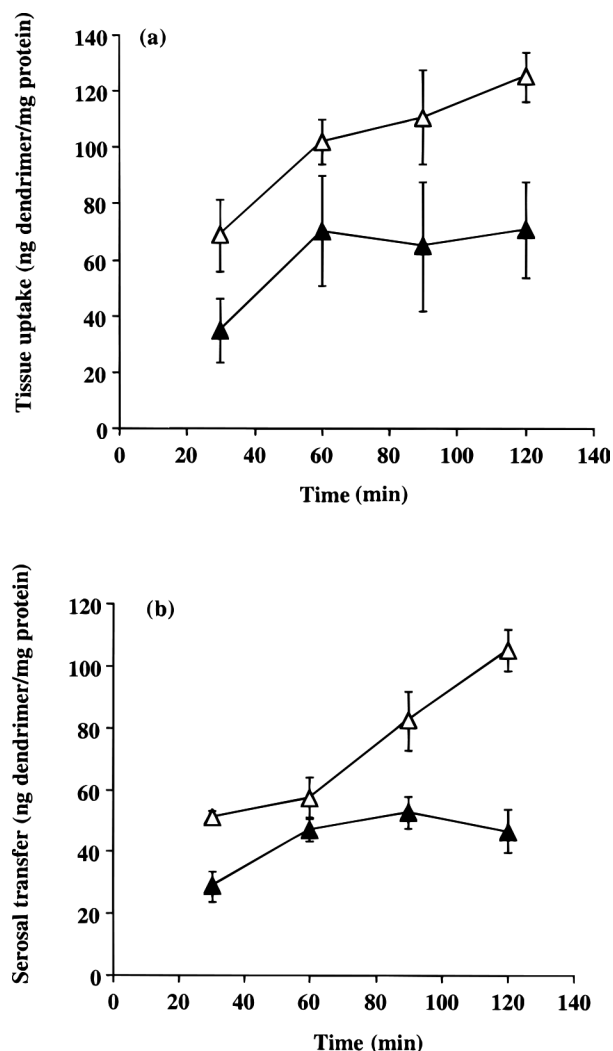 (a)
Tissue uptake (ng dendrimer/mg protein)
140
120
100
80
60
40
20
0
0 20 40 60 80 100 120 140
Time (min)
(b)
Serosal transfer (ng dendrimer/mg protein)
120
100
80
60
40
20
0
0 20 40 60 80 100 120 140
Time (min)